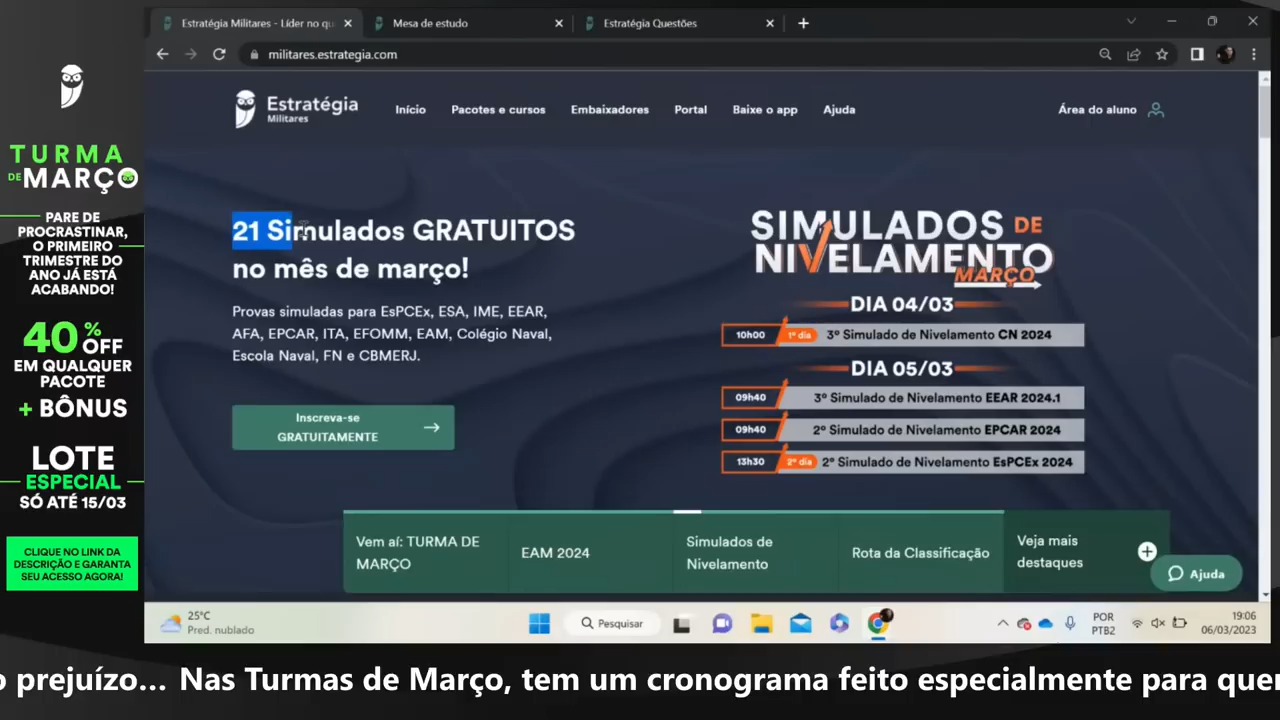 TURMA
DE MARÇO
PARE DE
PROCRASTINAR,
O PRIMEIRO
TRIMESTRE DO
ANO JÁ ESTÁ
ACABANDO!
40% OFF
EM QUALQUER
PACOTE
+ BÔNUS
LOTE
ESPECIAL
SÓ ATÉ 15/03
CLIQUE NO LINK DA
DESCRIÇÃO E GARANTA
SEU ACESSO AGORA!
Estratégia Militares - Líder no qu
Mesa de estudo
Estratégia Questões
militares.estrategia.com
Estratégia
Militares
Início
Pacotes e cursos
Embaixadores
Portal
Baixe o app
Ajuda
Área do aluno
21 Simulados GRATUITOS
no mês de março!
Provas simuladas para EsPCEx, ESA, IME, EEAR,
AFA, EPCAR, ITA, EFOMM, EAM, Colégio Naval,
Escola Naval, FN e CBMERJ.
Inscreva-se
GRATUITAMENTE
SIMULADOS DE
NIVELAMENTO
MARÇO
DIA 04/03
10h00 1º dia 3º Simulado de Nivelamento CN 2024
DIA 05/03
09h40 3º Simulado de Nivelamento EEAR 2024.1
09h40 2º Simulado de Nivelamento EPCAR 2024
13h30 2º dia 2º Simulado de Nivelamento EsPCEx 2024
Vem aí: TURMA DE
MARÇO
EAM 2024
Simulados de
Nivelamento
Rota da Classificação
Veja mais
destaques
Ajuda
25°C
Pred. nublado
Pesquisar
POR
PTB2
19:06
06/03/2023
o prejuízo... Nas Turmas de Março, tem um cronograma feito especialmente para quer